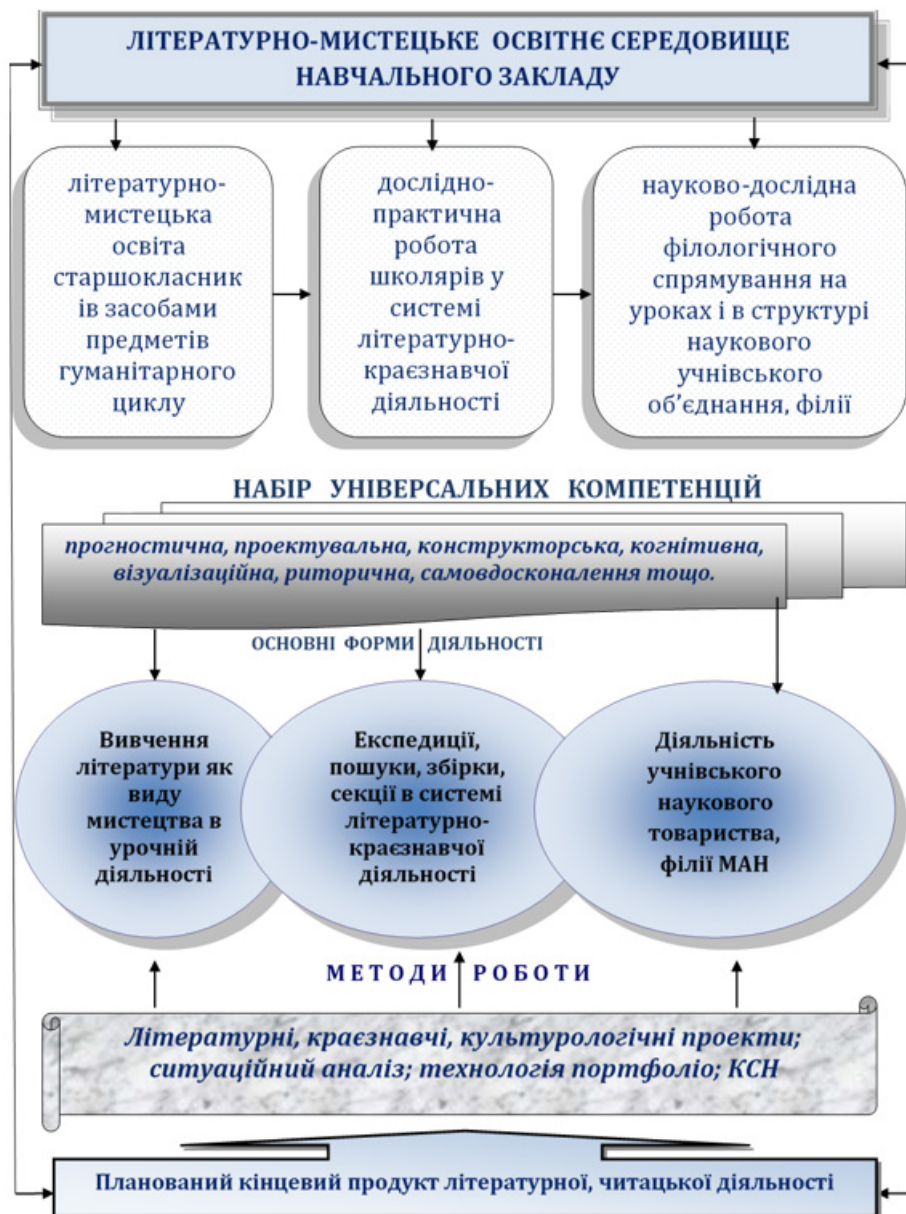 ЛІТЕРАТУРНО-МИСТЕЦЬКЕ ОСВІТНЄ СЕРЕДОВИЩЕ
НАВЧАЛЬНОГО ЗАКЛАДУ
літературно-
мистецька
освіта
старшокласник
ів засобами
предметів
гуманітарного
циклу
дослідно-
практична
робота
школярів у
системі
літературно-
краєзнавчої
діяльності
науково-дослідна
робота
філологічного
спрямування на
уроках і в структурі
наукового
учнівського
об’єднання, філії
НАБІР УНІВЕРСАЛЬНИХ КОМПЕТЕНЦІЙ
прогностична, проектувальна, конструкторська, когнітивна,
візуалізаційна, риторична, самовдосконалення тощо.
ОСНОВНІ ФОРМИ ДІЯЛЬНОСТІ
Вивчення
літератури як
виду
мистецтва в
урочній
діяльності
Експедиції,
пошуки, збірки,
секції в системі
літературно-
краєзнавчої
діяльності
Діяльність
учнівського
наукового
товариства,
філії МАН
МЕТОДИ РОБОТИ
Літературні, краєзнавчі, культурологічні проекти;
ситуаційний аналіз; технологія портфоліо; КСН
Планований кінцевий продукт літературної, читацької діяльності